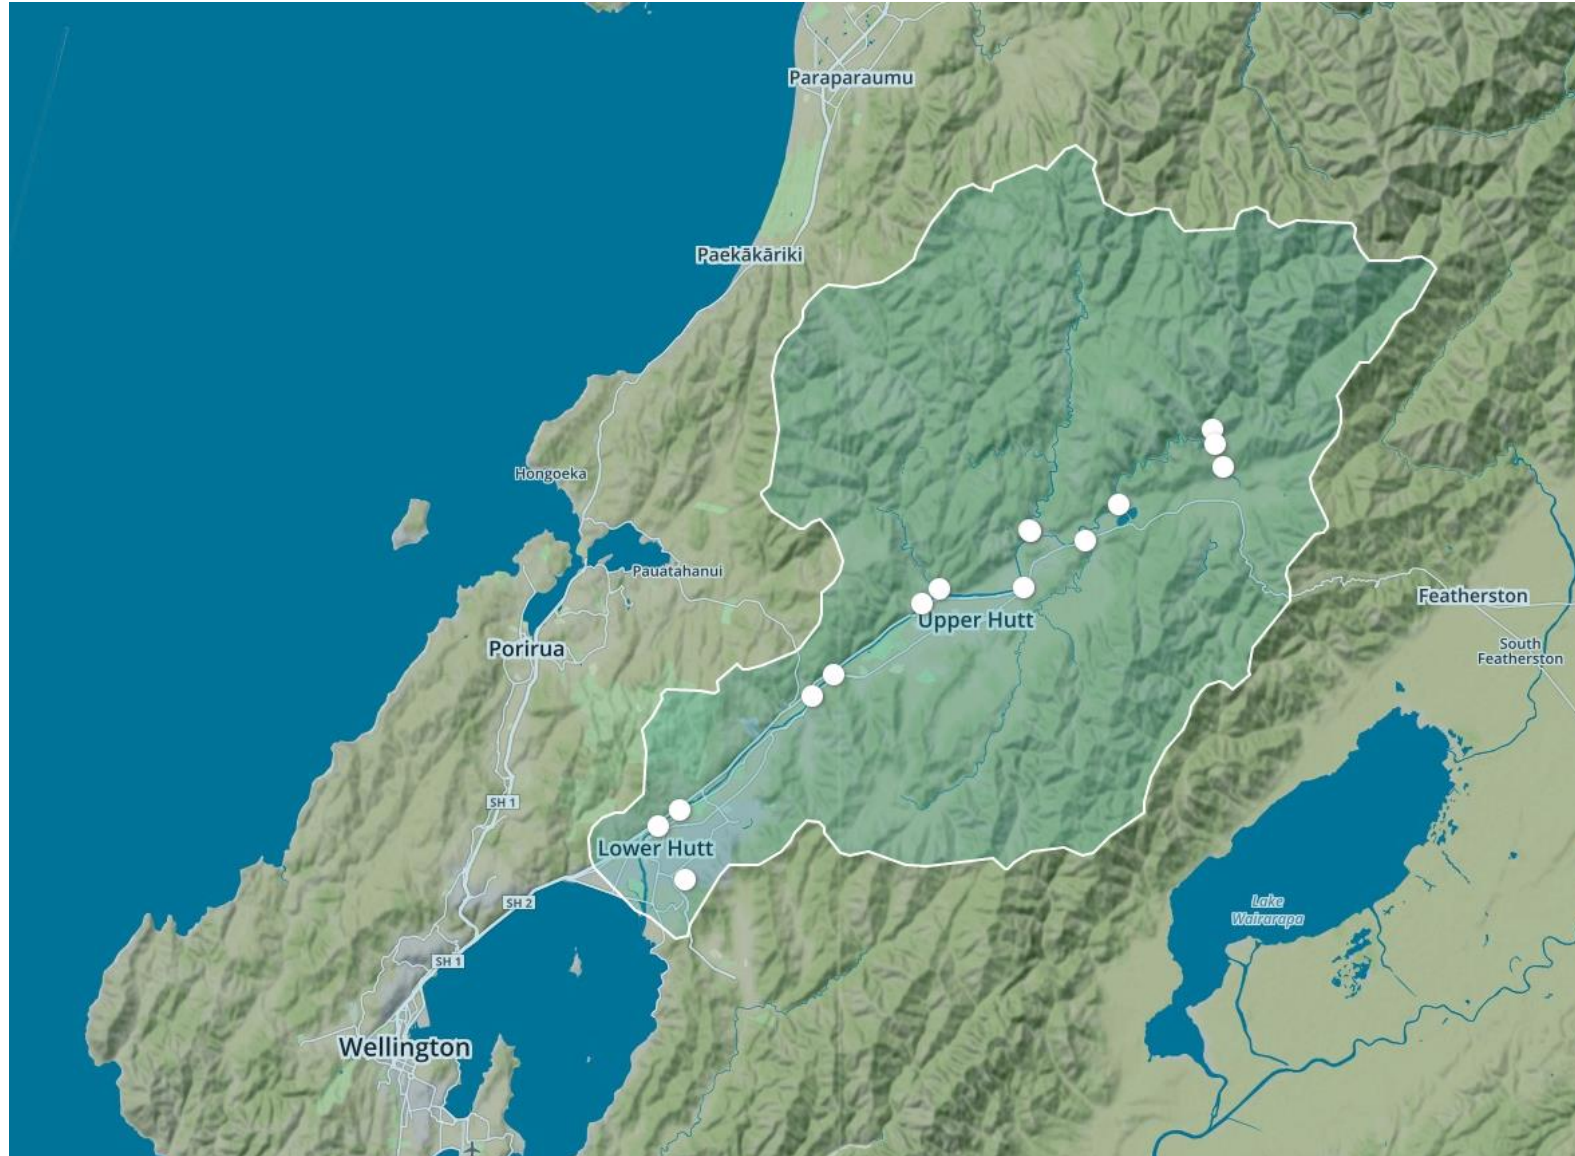 Paraparaumu
Paekākāriki
Hongoeka
Pauatahanui
Porirua
Upper Hutt
Featherston
South
Featherston
SH 1
Lower Hutt
SH 2
Lake
Wairarapa
SH 1
Wellington